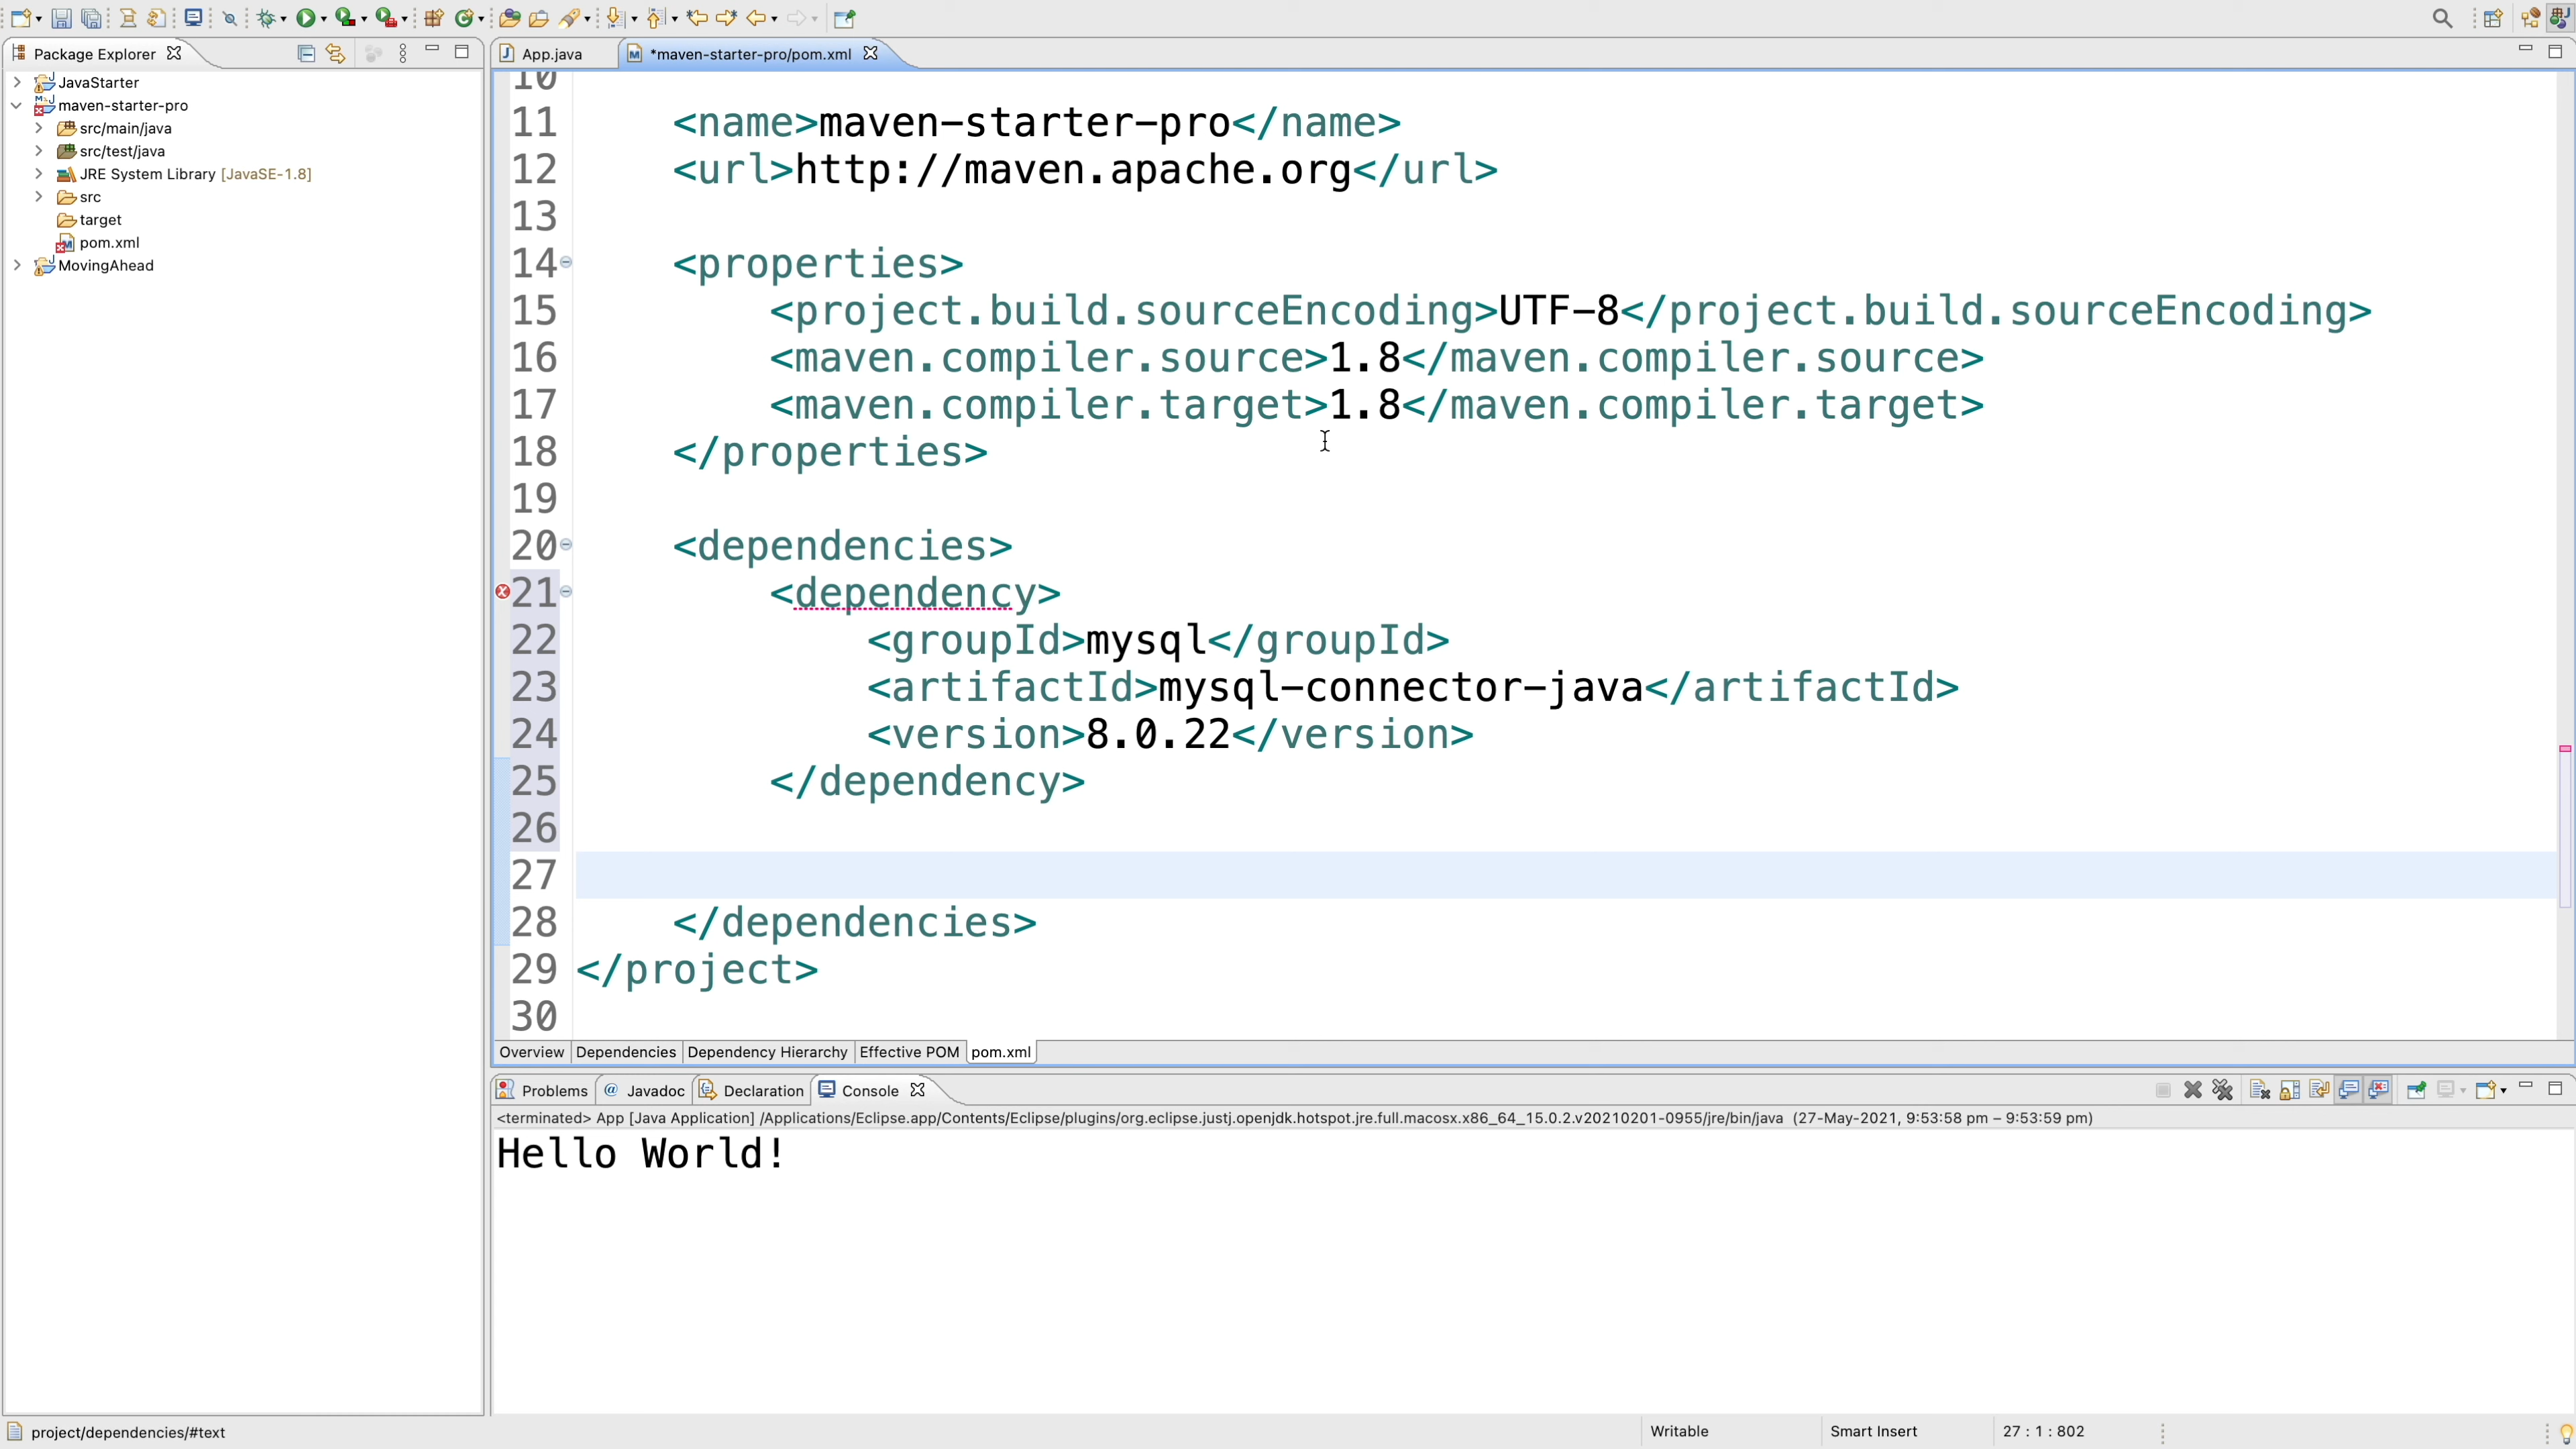 Package Explorer
JavaStarter
maven-starter-pro
src/main/java
src/test/java
JRE System Library [JavaSE-1.8]
src
target
pom.xml
MovingAhead
App.java
*maven-starter-pro/pom.xml
10
11 <name>maven-starter-pro</name>
12 <url>http://maven.apache.org</url>
13
14 <properties>
15 <project.build.sourceEncoding>UTF-8</project.build.sourceEncoding>
16 <maven.compiler.source>1.8</maven.compiler.source>
17 <maven.compiler.target>1.8</maven.compiler.target>
18 </properties>
19
20 <dependencies>
21 <dependency>
22 <groupId>mysql</groupId>
23 <artifactId>mysql-connector-java</artifactId>
24 <version>8.0.22</version>
25 </dependency>
26
27
28 </dependencies>
29 </project>
30
Overview Dependencies Dependency Hierarchy Effective POM pom.xml
Problems Javadoc Declaration Console
<terminated> App [Java Application] /Applications/Eclipse.app/Contents/Eclipse/plugins/org.eclipse.justj.openjdk.hotspot.jre.full.macosx.x86_64_15.0.2.v20210201-0955/jre/bin/java (27-May-2021, 9:53:58 pm – 9:53:59 pm)
Hello World!
project/dependencies/#text
Writable
Smart Insert
27 : 1 : 802